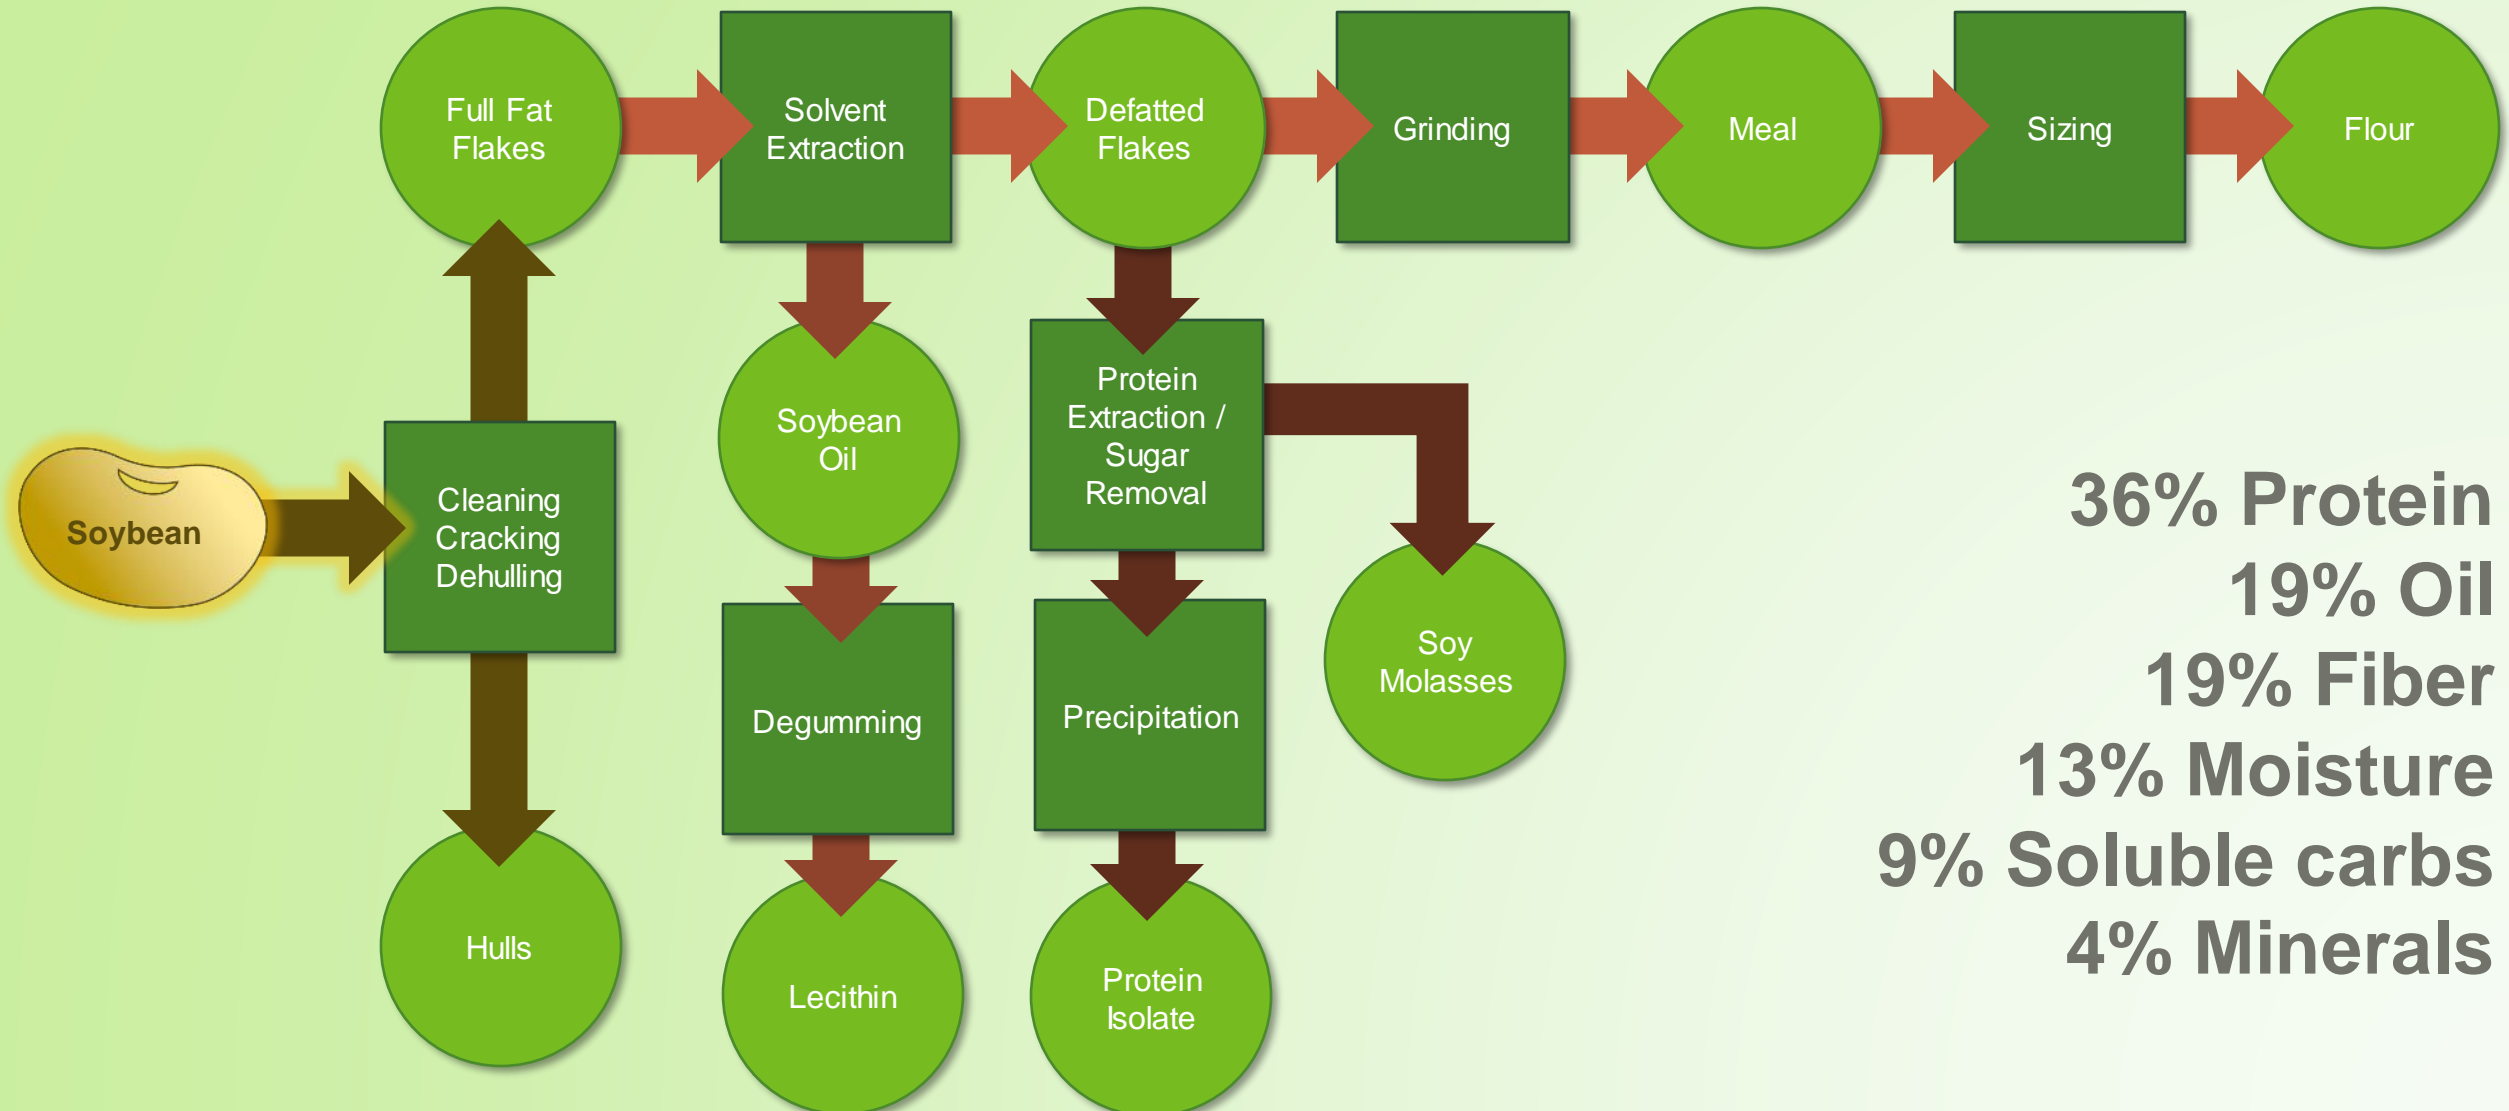 Full Fat
Flakes
Solvent
Extraction
Defatted
Flakes
Grinding
Meal
Sizing
Flour
Soybean
Cleaning
Cracking
Dehulling
Soybean
Oil
Protein
Extraction /
Sugar
Removal
Degumming
Precipitation
Soy
Molasses
Hulls
Lecithin
Protein
Isolate
36% Protein
19% Oil
19% Fiber
13% Moisture
9% Soluble carbs
4% Minerals